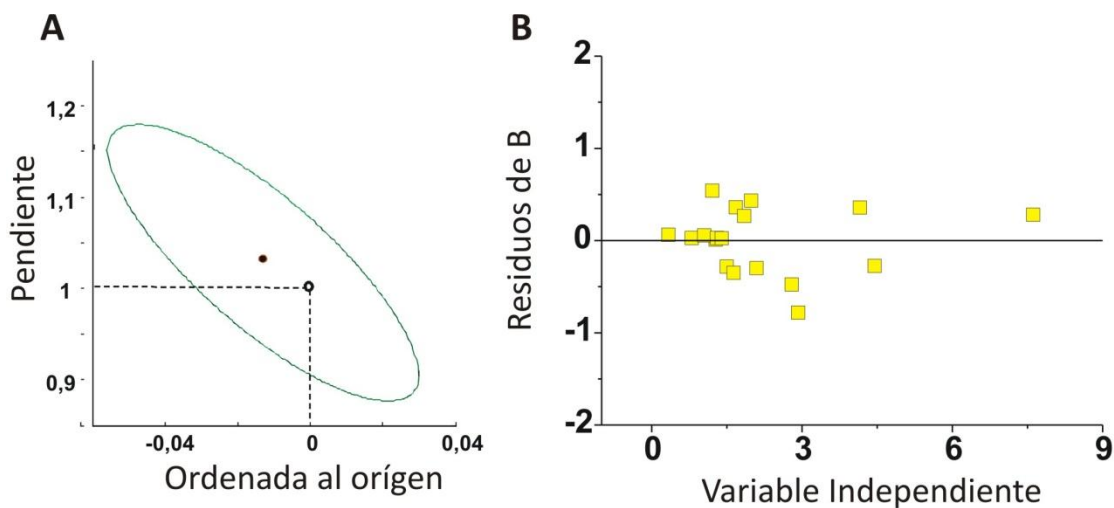 A
Pendiente
1,2
1,1
1
0,9
-0,04
0
0,04
Ordenada al orígen
B
Residuos de B
2
1
0
-1
-2
0
3
6
9
Variable Independiente